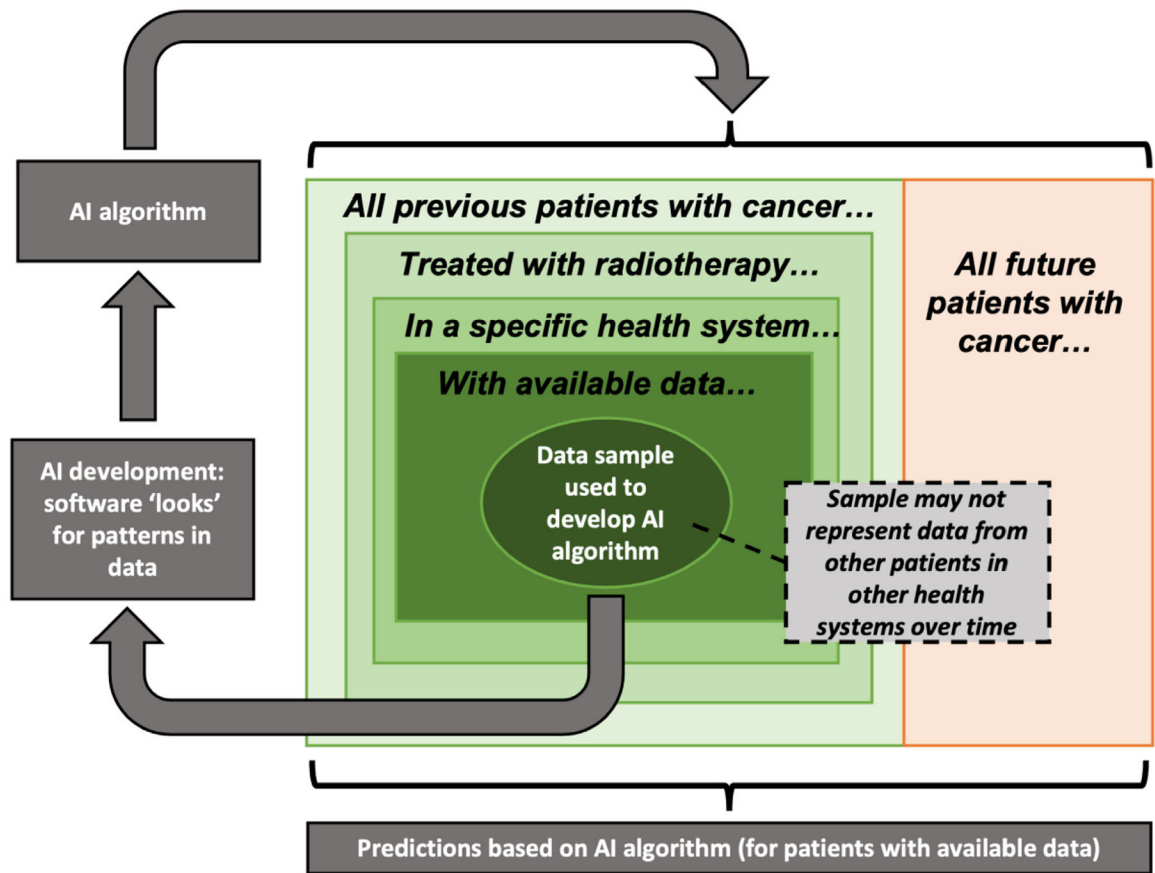 AI algorithm
All previous patients with cancer…
Treated with radiotherapy…
In a specific health system…
With available data…
Data sample
used to
develop AI
algorithm
All future
patients with
cancer…
AI development:
software ‘looks’
for patterns in
data
Sample may not
represent data from
other patients in
other health
systems over time
Predictions based on AI algorithm (for patients with available data)